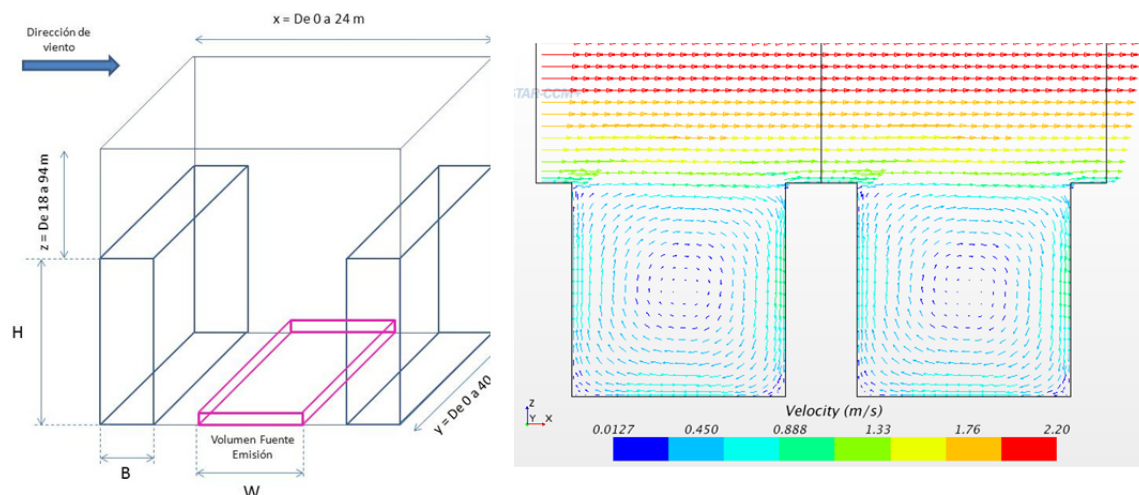 x = De 0 a 24 m
Dirección de
viento
z = De 18 a 94 m
H
y = De 0 a 40
Volumen Fuente
Emisión
B
W
STAR-CCM+
Z
Y X
Velocity (m/s)
0.0127 0.450 0.888 1.33 1.76 2.20